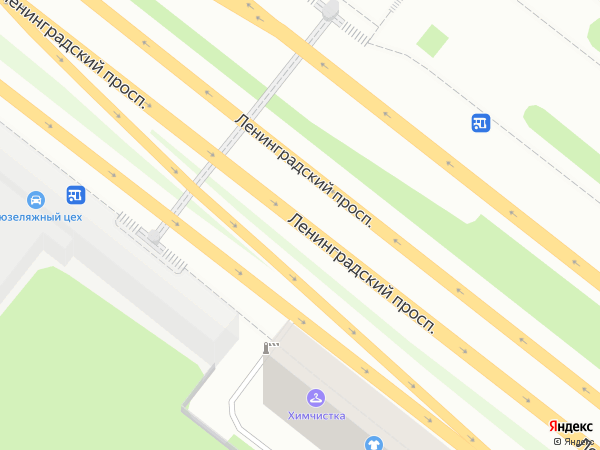 Ленинградский просп.
Ленинградский просп.
Ленинградский просп.
юзеляжный цех
Химчистка
Яндекс
© Яндекс